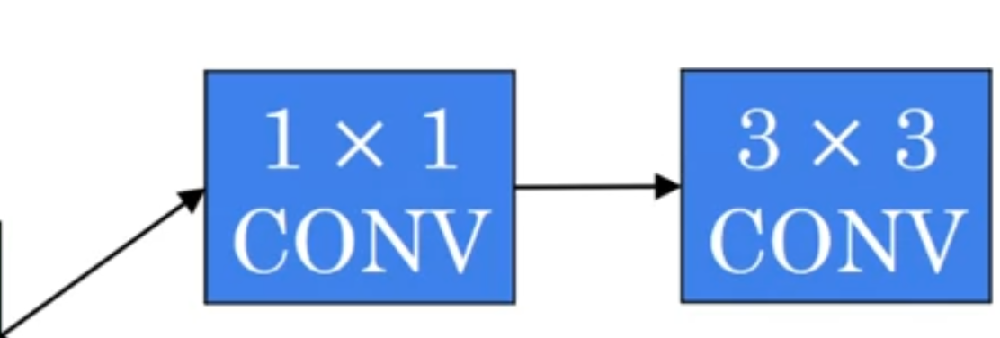 1 × 1
CONV
3 × 3
CONV